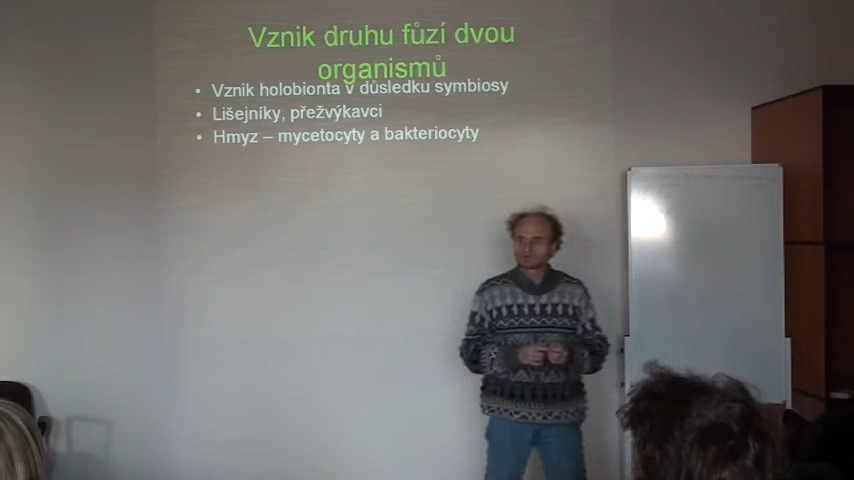 Vznik druhu fůzí dvou
organismů
• Vznik holobionta v důsledku symbiosy
• Lišejníky, přežvýkavci
• Hmyz – mycetocyty a bakteriocyty